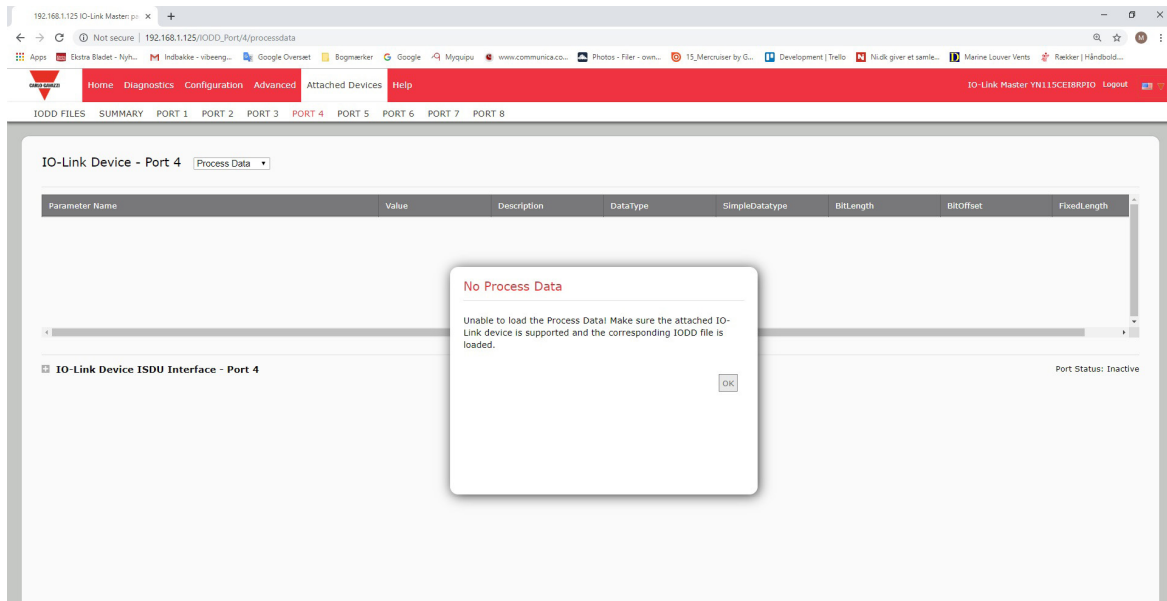 192.168.1.125 IO-Link Master: po
Not secure | 192.168.1.125/IODD_Port/4/processdata
Apps Ekstra Bladet - Nyh... Indbakke - vibeeng... Google Oversæt Bogmærker Google Myquipu www.communica.co... Photos - Filer - own... 15_Mercruiser by G... Development | Trello Ni.dk giver et samle... Marine Louver Vents Rækker | Håndbold....
CARLO GAVAZZI Home Diagnostics Configuration Advanced Attached Devices Help IO-Link Master YN115CEI8RPIO Logout
IODD FILES SUMMARY PORT 1 PORT 2 PORT 3 PORT 4 PORT 5 PORT 6 PORT 7 PORT 8
IO-Link Device - Port 4 Process Data
Parameter Name Value Description DataType SimpleDatatype BitLength BitOffset FixedLength
No Process Data
Unable to load the Process Data! Make sure the attached IO-
Link device is supported and the corresponding IODD file is
loaded.
OK
IO-Link Device ISDU Interface - Port 4 Port Status: Inactive